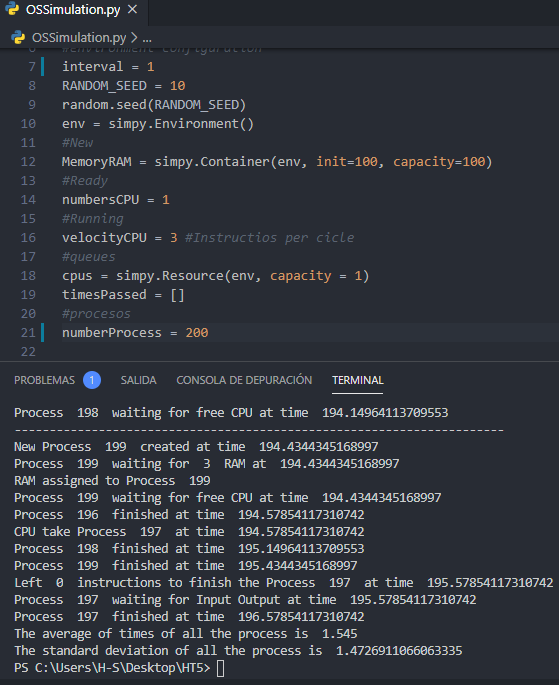 OSSimulation.py
OSSimulation.py > ...
6 #Environment Configuration
7 interval = 1
8 RANDOM_SEED = 10
9 random.seed(RANDOM_SEED)
10 env = simpy.Environment()
11 #New
12 MemoryRAM = simpy.Container(env, init=100, capacity=100)
13 #Ready
14 numbersCPU = 1
15 #Running
16 velocityCPU = 3 #Instructios per cicle
17 #queues
18 cpus = simpy.Resource(env, capacity = 1)
19 timesPassed = []
20 #procesos
21 numberProcess = 200
22
PROBLEMAS 1 SALIDA CONSOLA DE DEPURACIÓN TERMINAL
Process  198  waiting for free CPU at time  194.14964113709553
----------------------------------------------------------------------
New Process  199  created at time  194.4344345168997
Process  199  waiting for  3  RAM at  194.4344345168997
RAM assigned to Process  199
Process  199  waiting for free CPU at time  194.4344345168997
Process  196  finished at time  194.57854117310742
CPU take Process  197  at time  194.57854117310742
Process  198  finished at time  195.14964113709553
Process  199  finished at time  195.4344345168997
Left  0  instructions to finish the Process  197  at time  195.57854117310742
Process  197  waiting for Input Output at time  195.57854117310742
Process  197  finished at time  196.57854117310742
The average of times of all the process is  1.545
The standard deviation of all the process is  1.4726911066063335
PS C:\Users\H-S\Desktop\HT5>